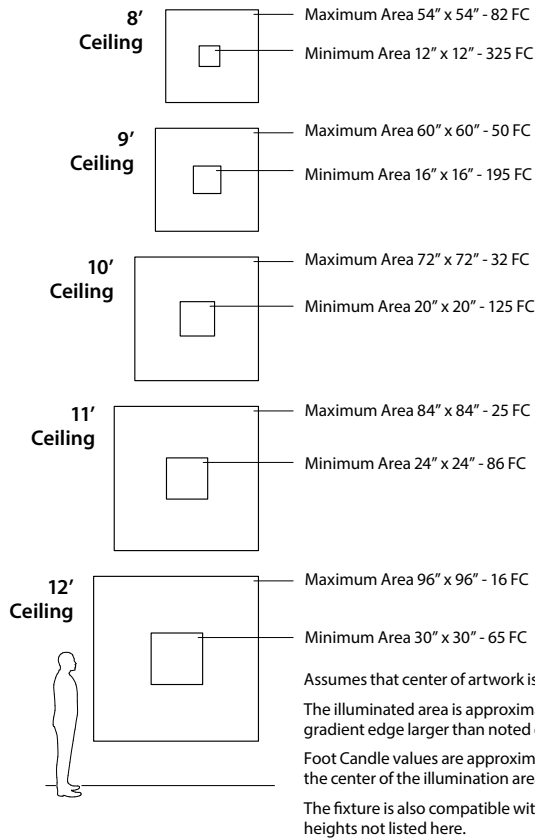 8’
Ceiling
Maximum Area 54” x 54” - 82 FC
Minimum Area 12” x 12” - 325 FC
9’
Ceiling
Maximum Area 60” x 60” - 50 FC
Minimum Area 16” x 16” - 195 FC
10’
Ceiling
Maximum Area 72” x 72” - 32 FC
Minimum Area 20” x 20” - 125 FC
11’
Ceiling
Maximum Area 84” x 84” - 25 FC
Minimum Area 24” x 24” - 86 FC
12’
Ceiling
Maximum Area 96” x 96” - 16 FC
Minimum Area 30” x 30” - 65 FC
Assumes that center of artwork is
The illuminated area is
gradient edge larger than noted
Foot Candle values are
the center of the illumination
The fixture is also compatible
heights not listed here.